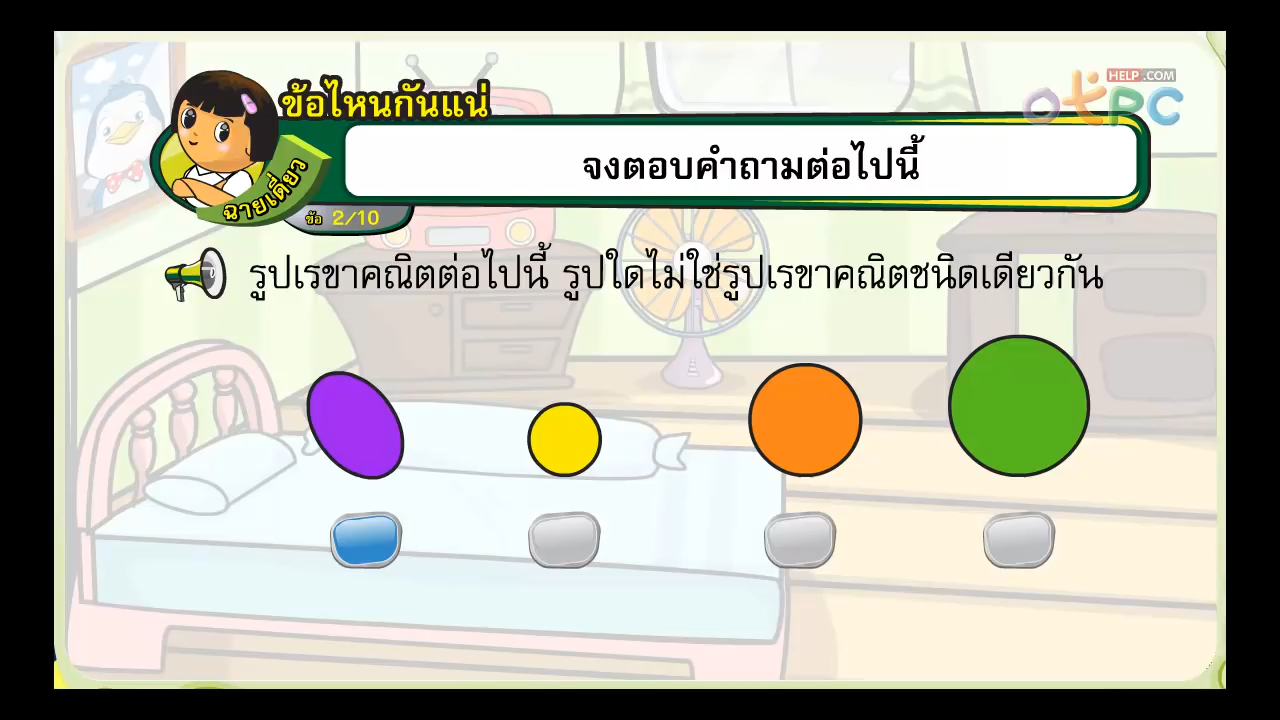 ข้อไหนกันแน่
HELP .COM
otPC
จงตอบคำถามต่อไปนี้
ฉายเดี่ยว
ข้อ 2/10
รูปเรขาคณิตต่อไปนี้ รูปใดไม่ใช่รูปเรขาคณิตชนิดเดียวกัน